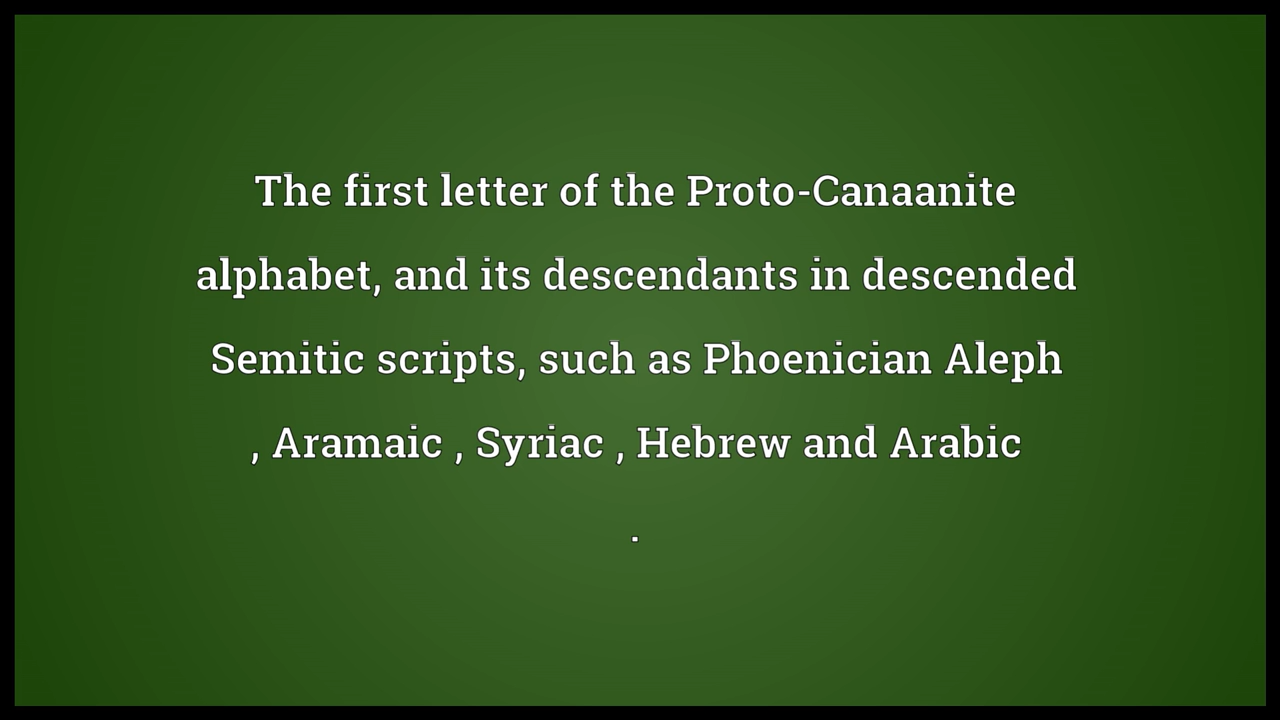 The first letter of the Proto-Canaanite
alphabet, and its descendants in descended
Semitic scripts, such as Phoenician Aleph
, Aramaic , Syriac , Hebrew and Arabic
.